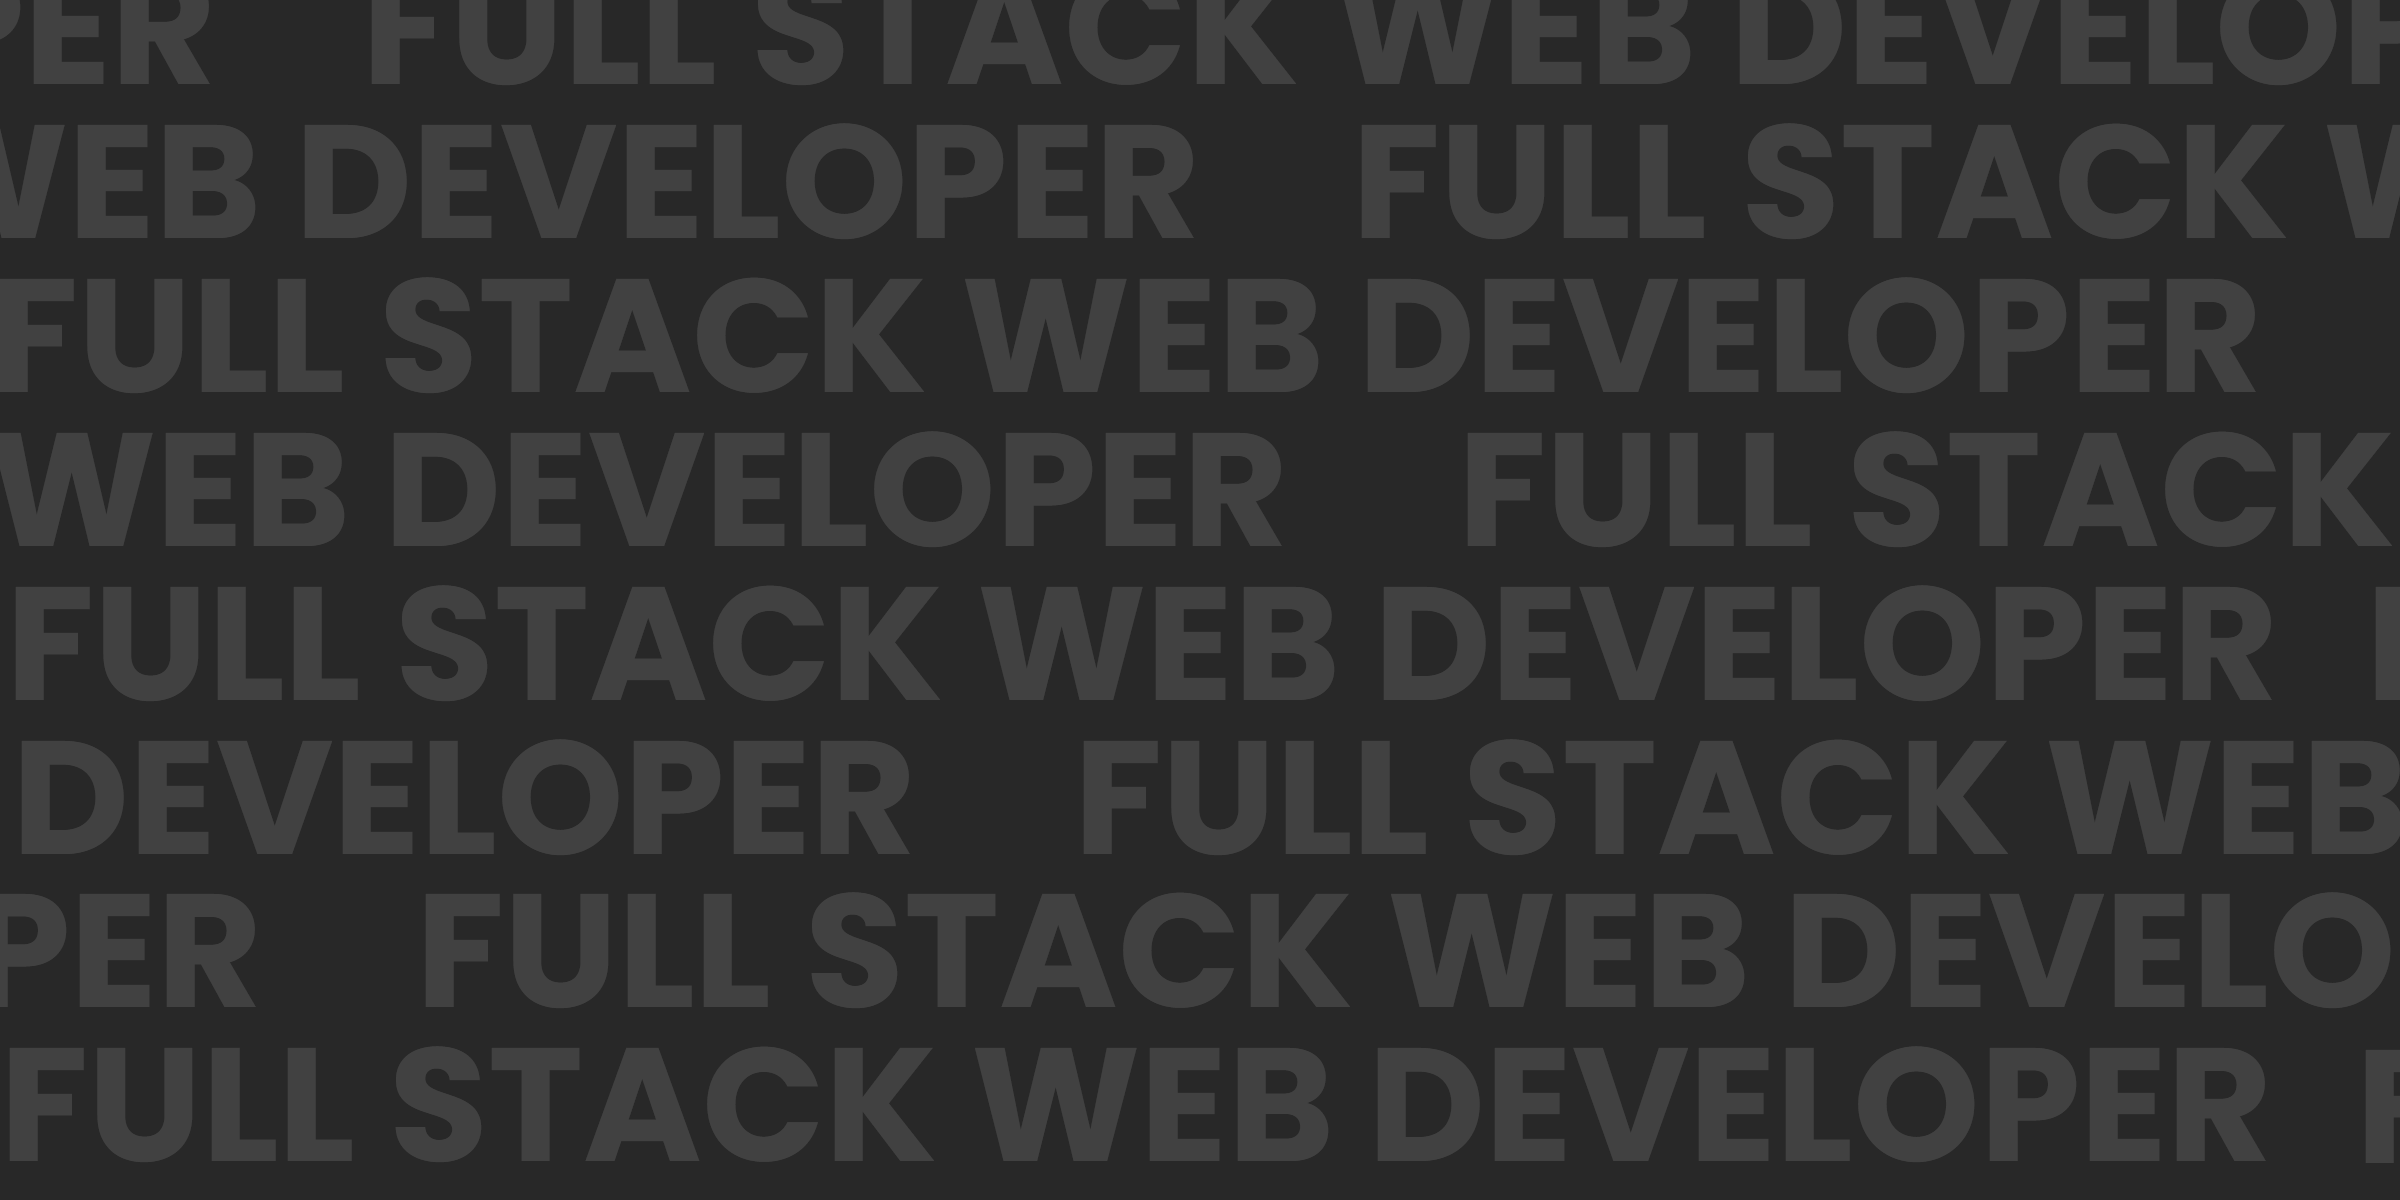 PER FULL STACK WEB DEVELOP
WEB DEVELOPER FULL STACK W
FULL STACK WEB DEVELOPER
WEB DEVELOPER FULL STACK
FULL STACK WEB DEVELOPER F
DEVELOPER FULL STACK WEB
PER FULL STACK WEB DEVELO
FULL STACK WEB DEVELOPER F